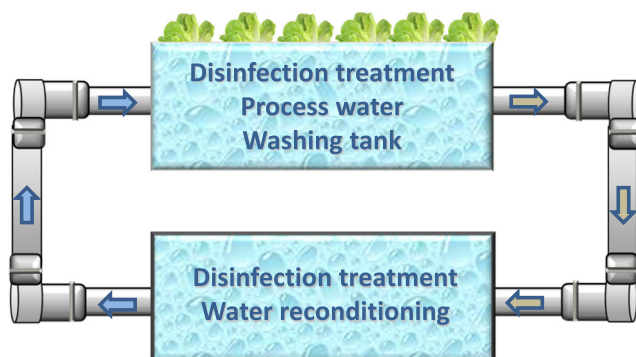 Disinfection treatment
Process water
Washing tank
Disinfection treatment
Water reconditioning